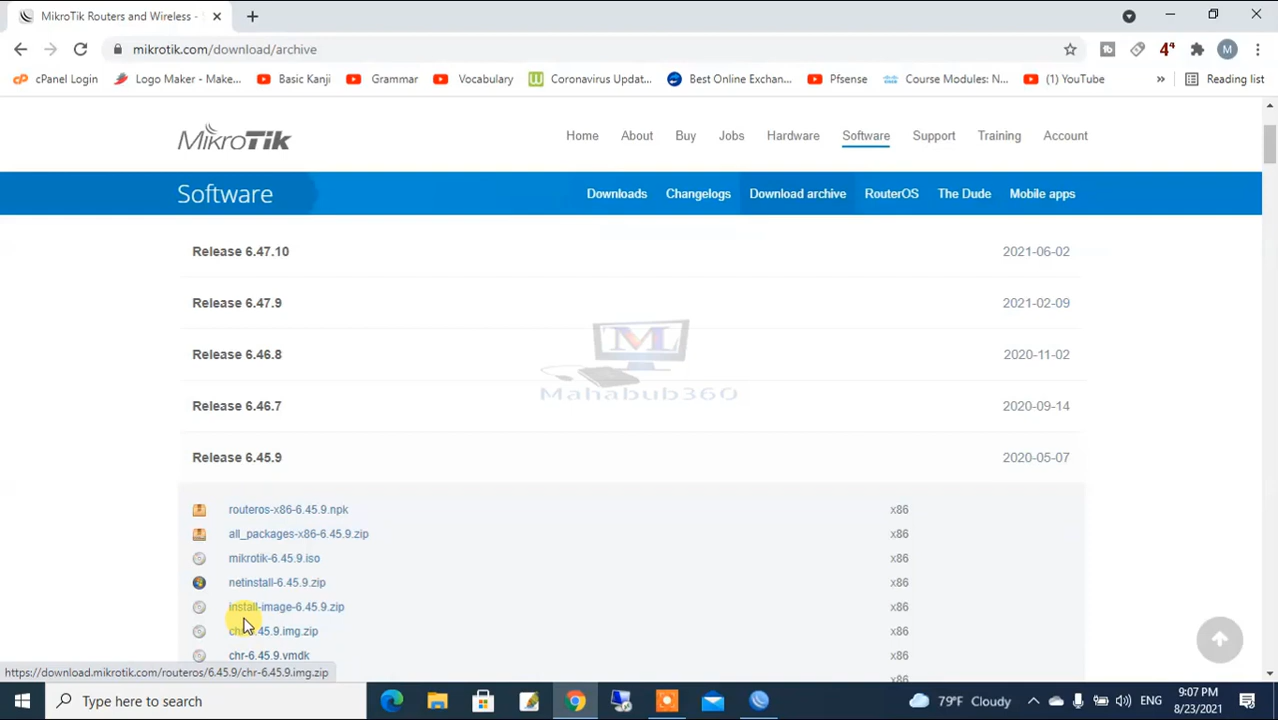 MikroTik Routers and Wireless -
mikrotik.com/download/archive
M
cPanel Login
Logo Maker - Make...
Basic Kanji
Grammar
Vocabulary
Coronavirus Updat...
Best Online Exchan...
Pfsense
Course Modules: N...
(1) YouTube
»
Reading list
MikroTik
Home About Buy Jobs Hardware Software Support Training Account
Software
Downloads Changelogs Download archive RouterOS The Dude Mobile apps
Release 6.47.10 2021-06-02
Release 6.47.9 2021-02-09
Release 6.46.8 2020-11-02
Release 6.46.7 2020-09-14
Mahabub360
Release 6.45.9 2020-05-07
routeros-x86-6.45.9.npk x86
all_packages-x86-6.45.9.zip x86
mikrotik-6.45.9.iso x86
netinstall-6.45.9.zip x86
install-image-6.45.9.zip x86
chr-6.45.9.img.zip x86
chr-6.45.9.vmdk x86
https://download.mikrotik.com/routeros/6.45.9/chr-6.45.9.img.zip
Type here to search
79°F Cloudy
ENG
9:07 PM
8/23/2021